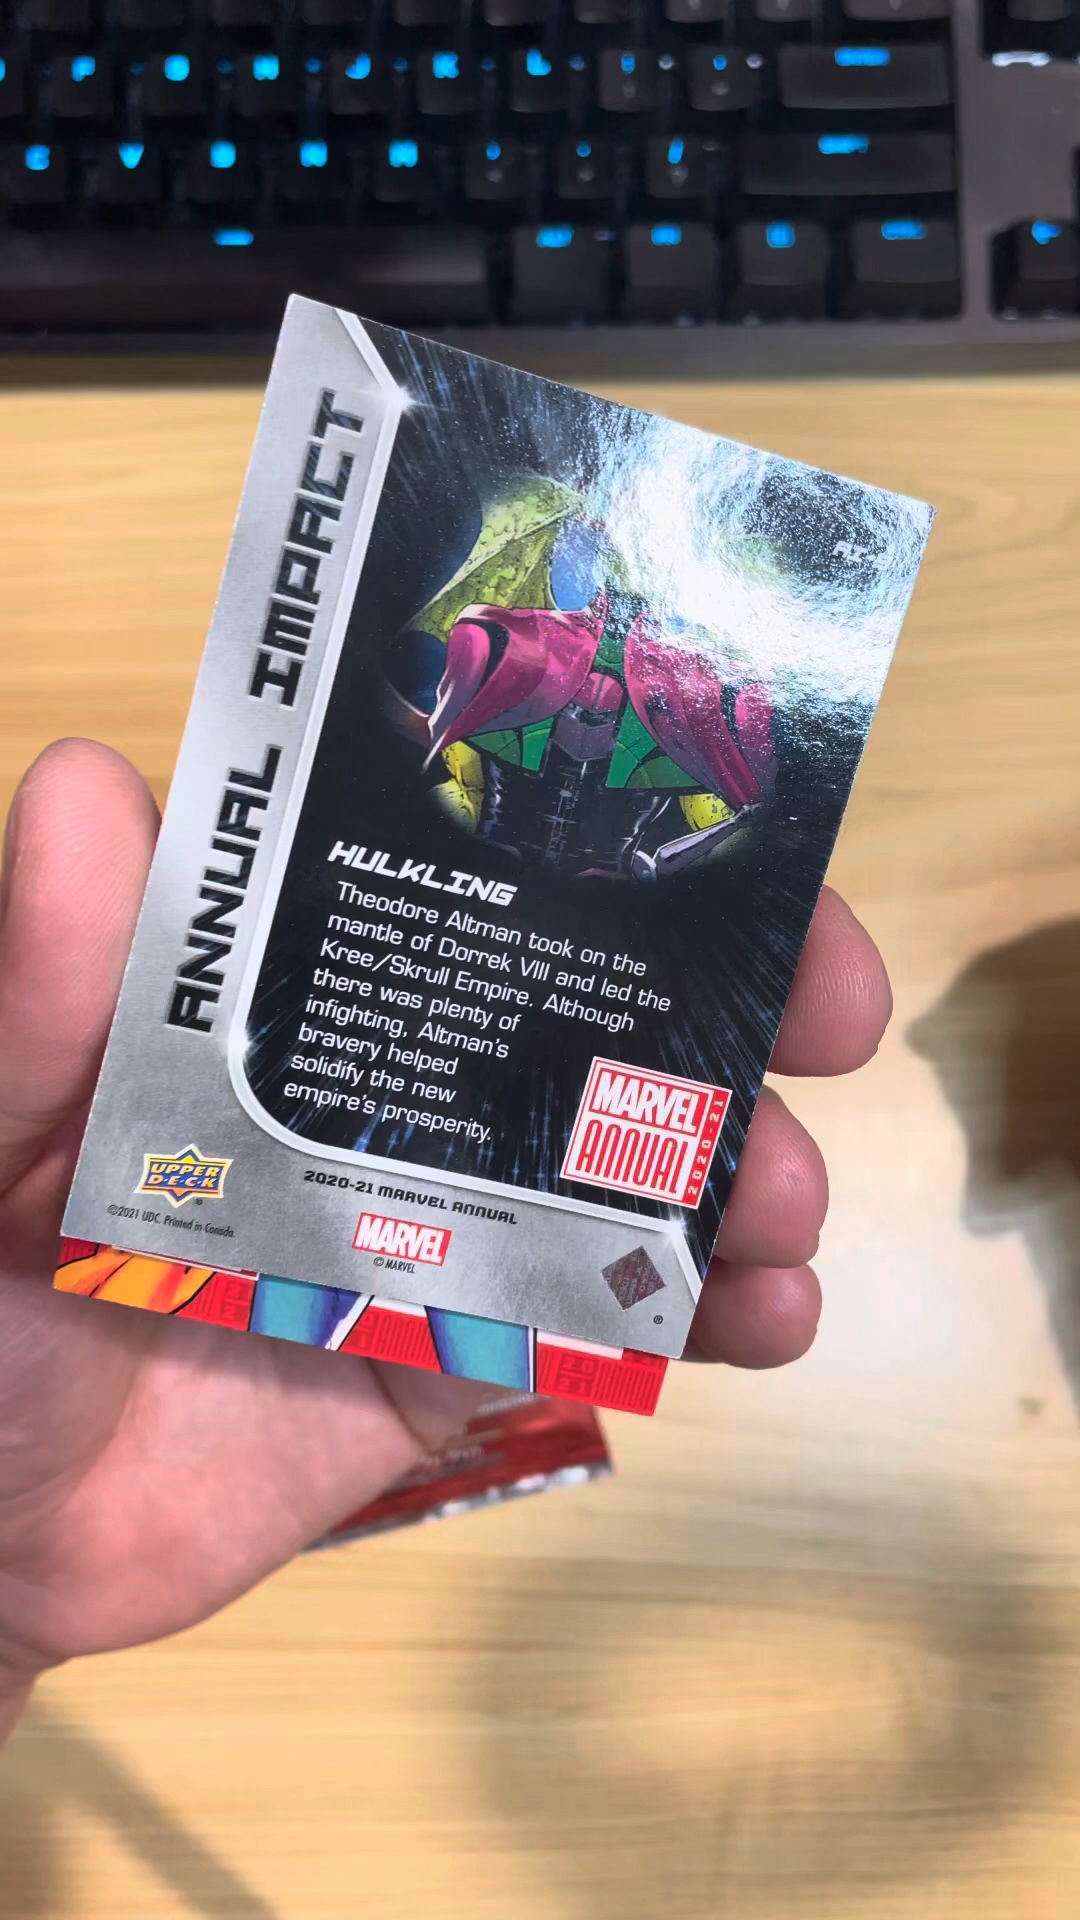 F G H J K L
C V B N M
ANNUAL IMPACT
HULKLING
Theodore Altman took on the
mantle of Dorrek VIII and led the
Kree/Skrull Empire. Although
there was plenty of
infighting, Altman's
bravery helped
solidify the new
empire's prosperity.
MARVEL
ANNUAL
2020-21
UPPER
D·E·C·K
®
©2021 UDC. Printed in Canada.
2020-21 MARVEL ANNUAL
MARVEL
© MARVEL
®